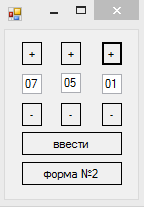 + + +
07 05 01
- - -
ввести
форма №2